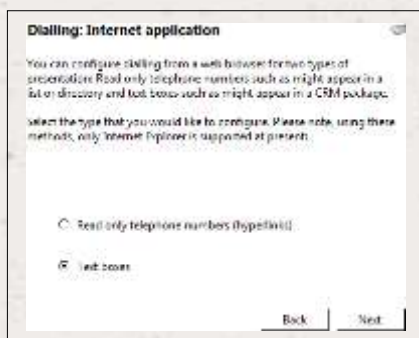 Dialling: Internet application
You can configure dialling from a web browser for two types of
presentation: Read only telephone numbers such as might appear in a
list or directory and text boxes such as might appear in a CRM package.
Select the type that you would like to configure. Please note, using these
methods, only Internet Explorer is supported at present.
Read only telephone numbers (hyperlinks)
Text boxes
Back Next